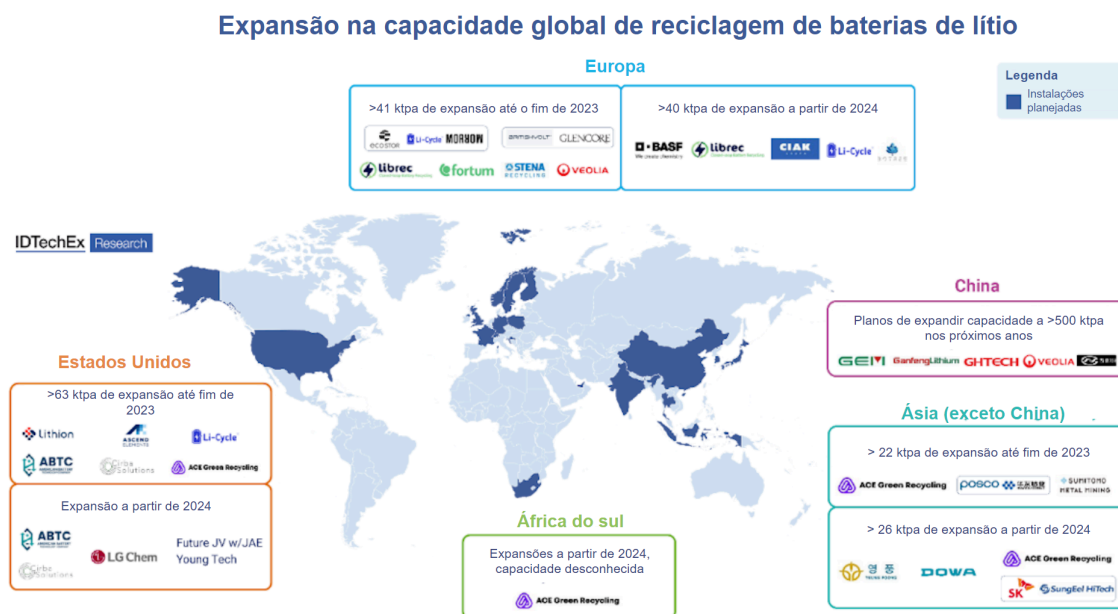 Expansão na capacidade global de reciclagem de baterias de lítio
Europa
>41 ktpa de expansão até o fim de 2023
ECOSTOR Li-Cycle MORROW BRITISHVOLT GLENCORE
librec fortum STENA RECYCLING VEOLIA
>40 ktpa de expansão a partir de 2024
BASF
We create chemistry
librec CIAK Li-Cycle
Legenda
Instalações
planejadas
IDTechEx Research
China
Planos de expandir capacidade a >500 ktpa
nos próximos anos
GEM GanfengLithium GHTECH VEOLIA
Estados Unidos
>63 ktpa de expansão até fim de
2023
Lithion ASCEND ELEMENTS Li-Cycle
ABTC Cirba Solutions ACE Green Recycling
Expansão a partir de 2024
ABTC
Cirba Solutions
LG Chem
Future JV w/JAE
Young Tech
África do sul
Expansões a partir de 2024,
capacidade desconhecida
ACE Green Recycling
Ásia (exceto China)
> 22 ktpa de expansão até fim de 2023
ACE Green Recycling posco SUMITOMO
METAL MINING
> 26 ktpa de expansão a partir de 2024
영풍
YOUNG POONG
DOWA
ACE Green Recycling
SK SungEel HiTech